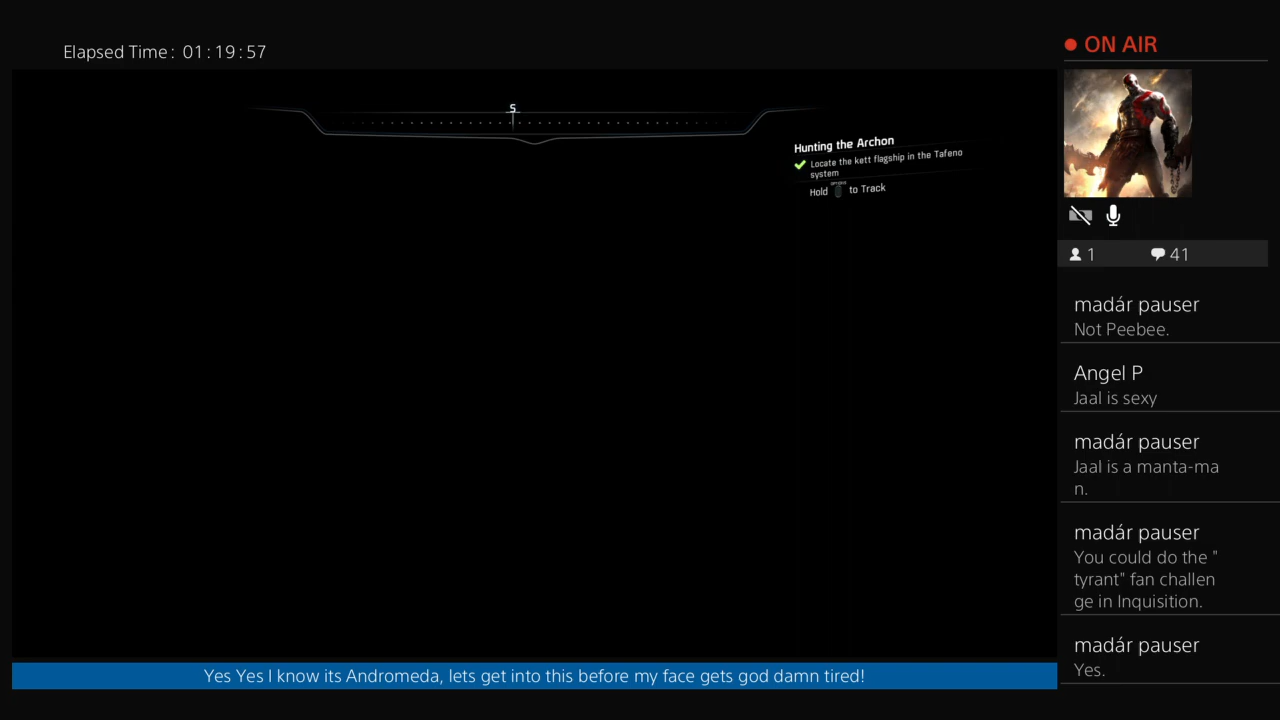 Elapsed Time: 01:19:57
ON AIR
S
Hunting the Archon
Locate the kett flagship in the Tafeno
system
OPTIONS
Hold to Track
1 41
madár pauser
Not Peebee.
Angel P
Jaal is sexy
madár pauser
Jaal is a manta-ma
n.
madár pauser
You could do the "
tyrant" fan challen
ge in Inquisition.
madár pauser
Yes.
Yes Yes I know its Andromeda, lets get into this before my face gets god damn tired!